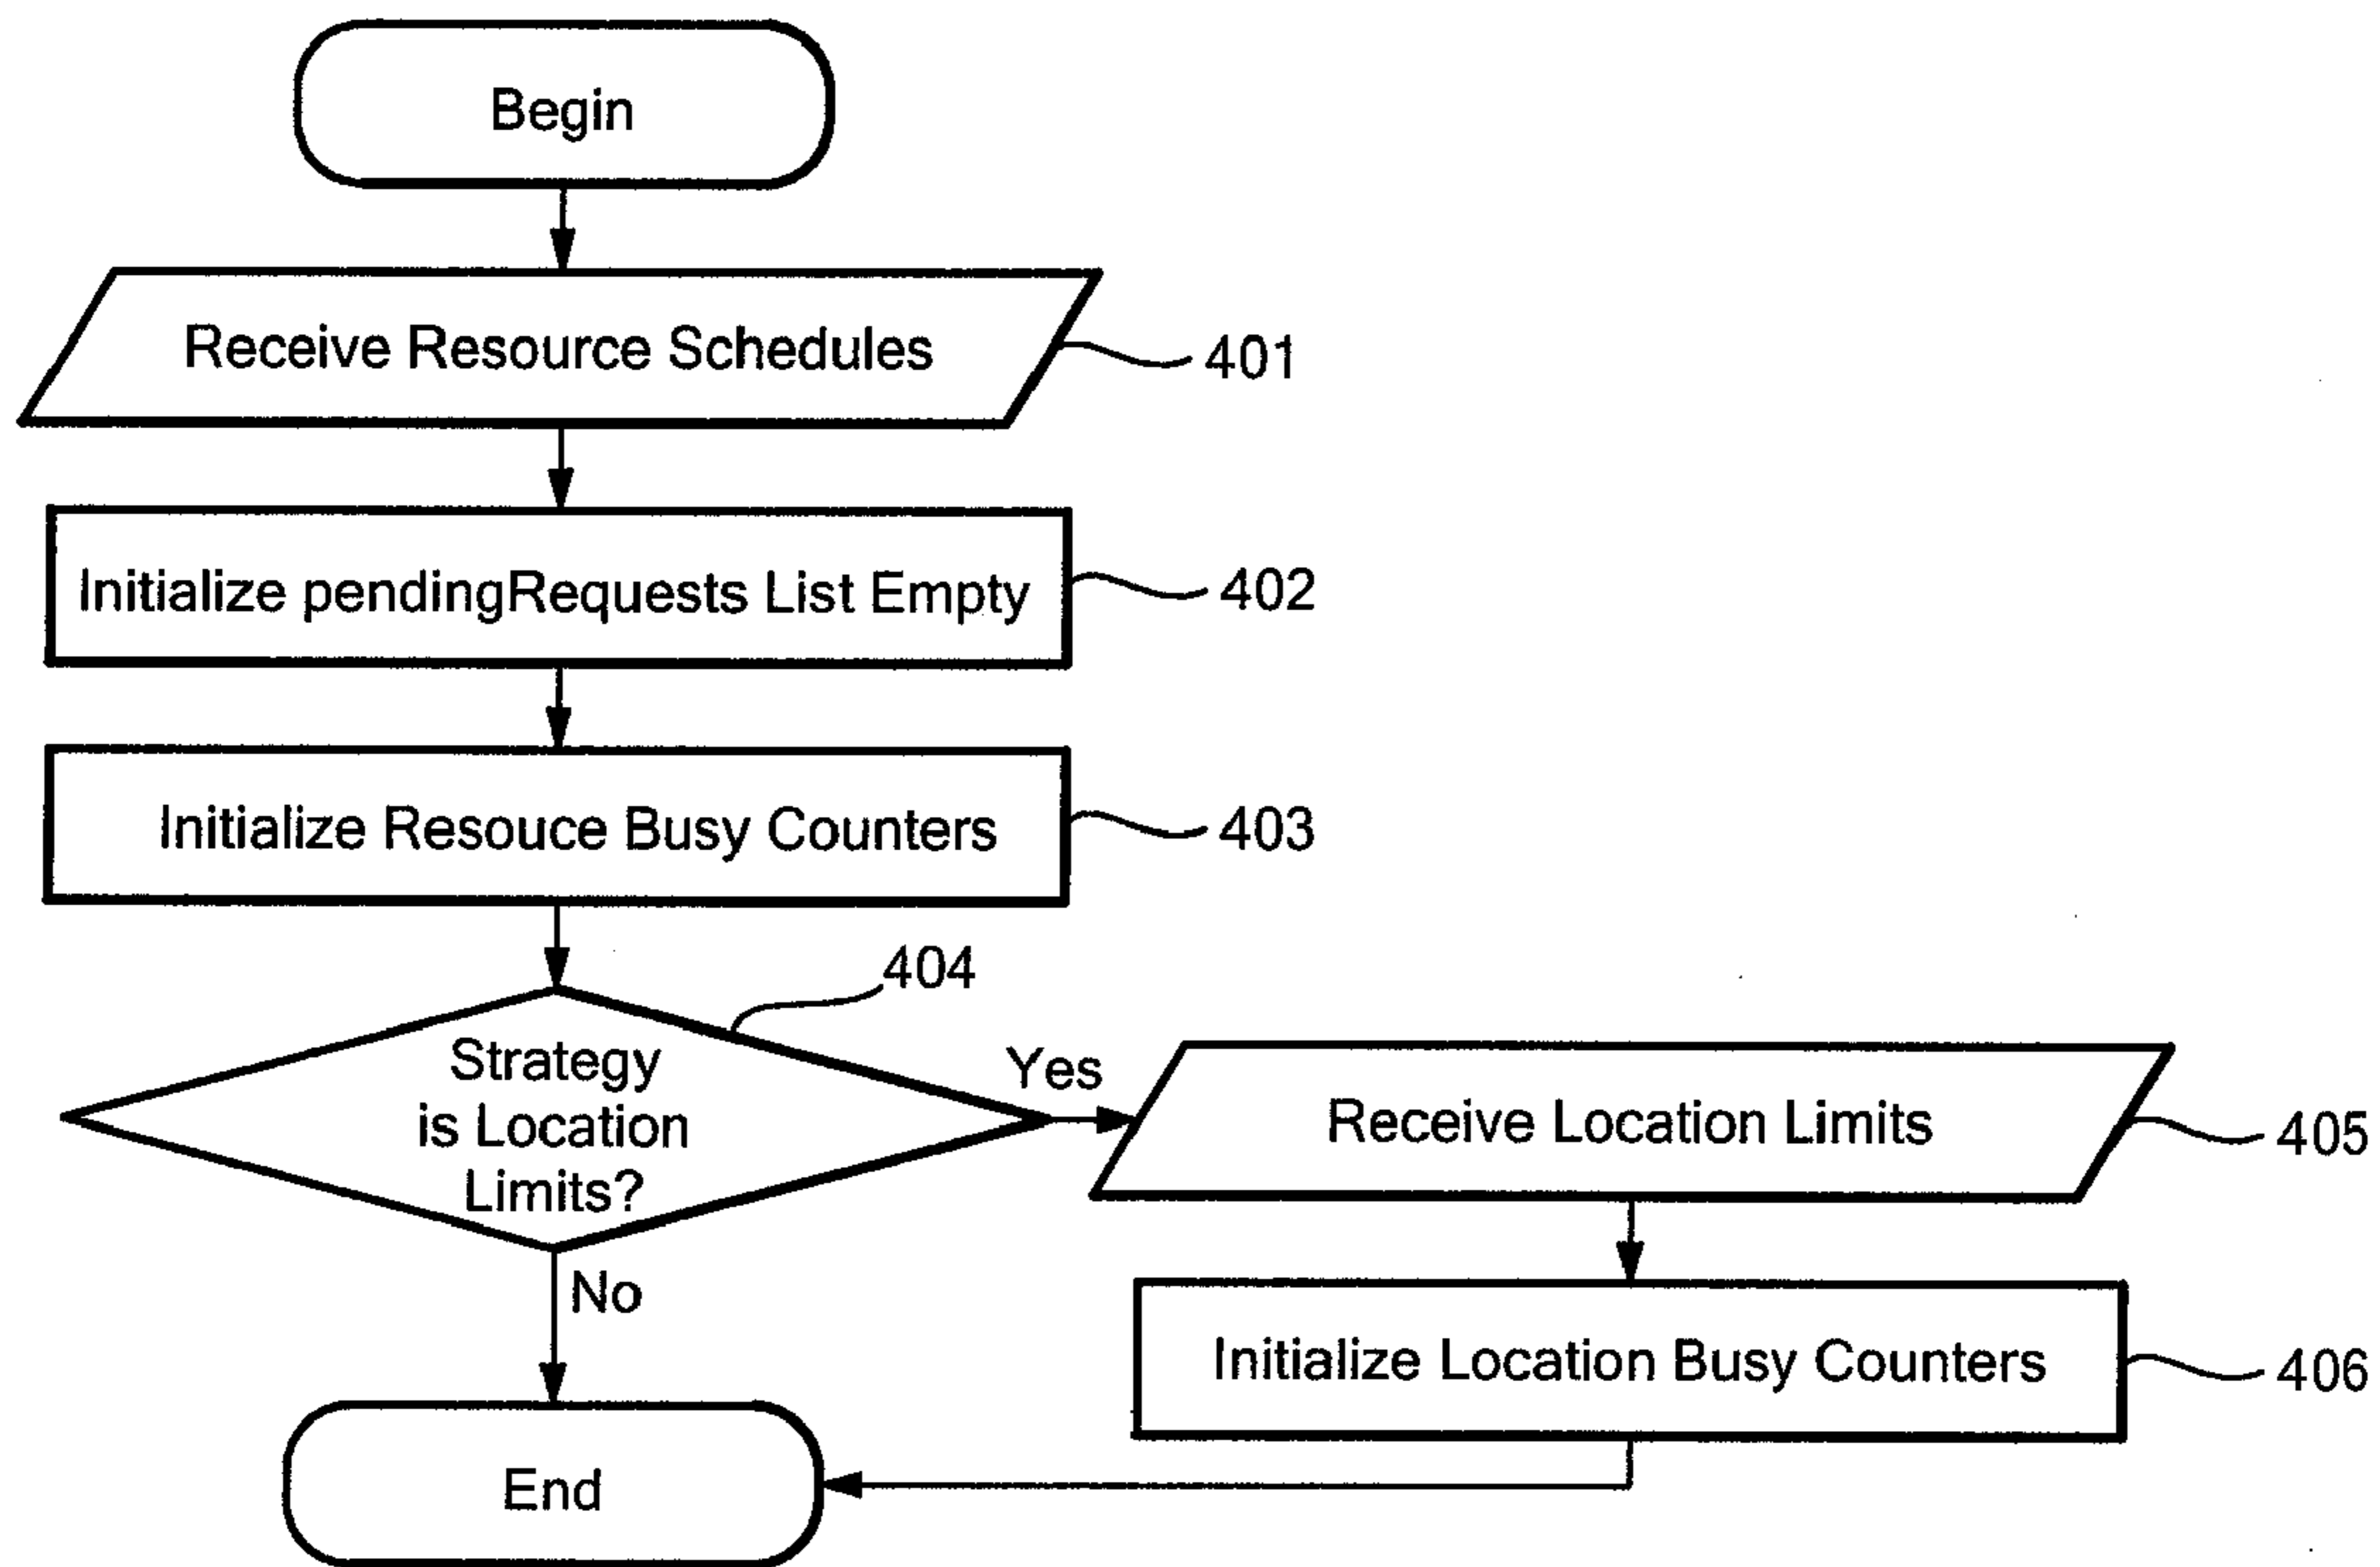 Begin
Receive Resource Schedules
401
Initialize pendingRequests List Empty
402
Initialize Resouce Busy Counters
403
404
Strategy
is Location
Limits?
Yes
Receive Location Limits
405
No
Initialize Location Busy Counters
406
End